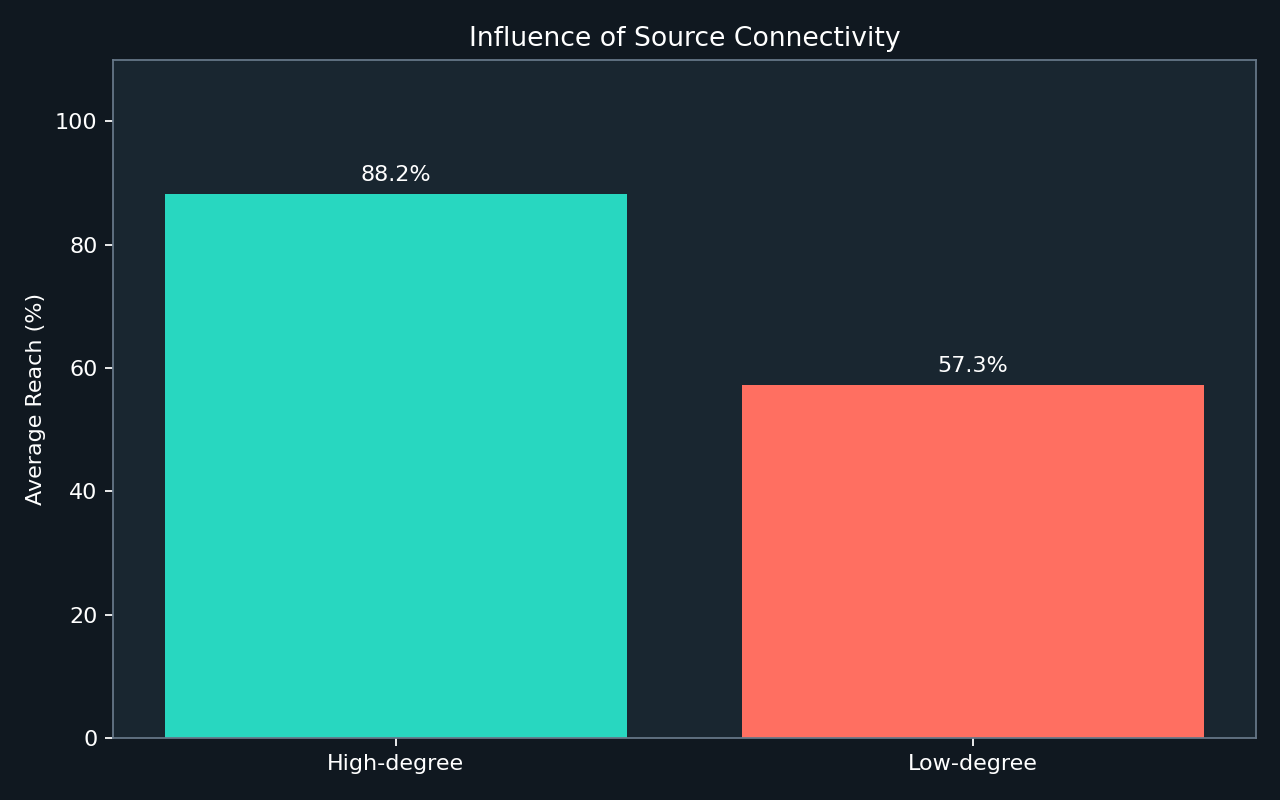 Influence of Source Connectivity
Average Reach (%)
100
80
60
40
20
0
88.2%
57.3%
High-degree
Low-degree